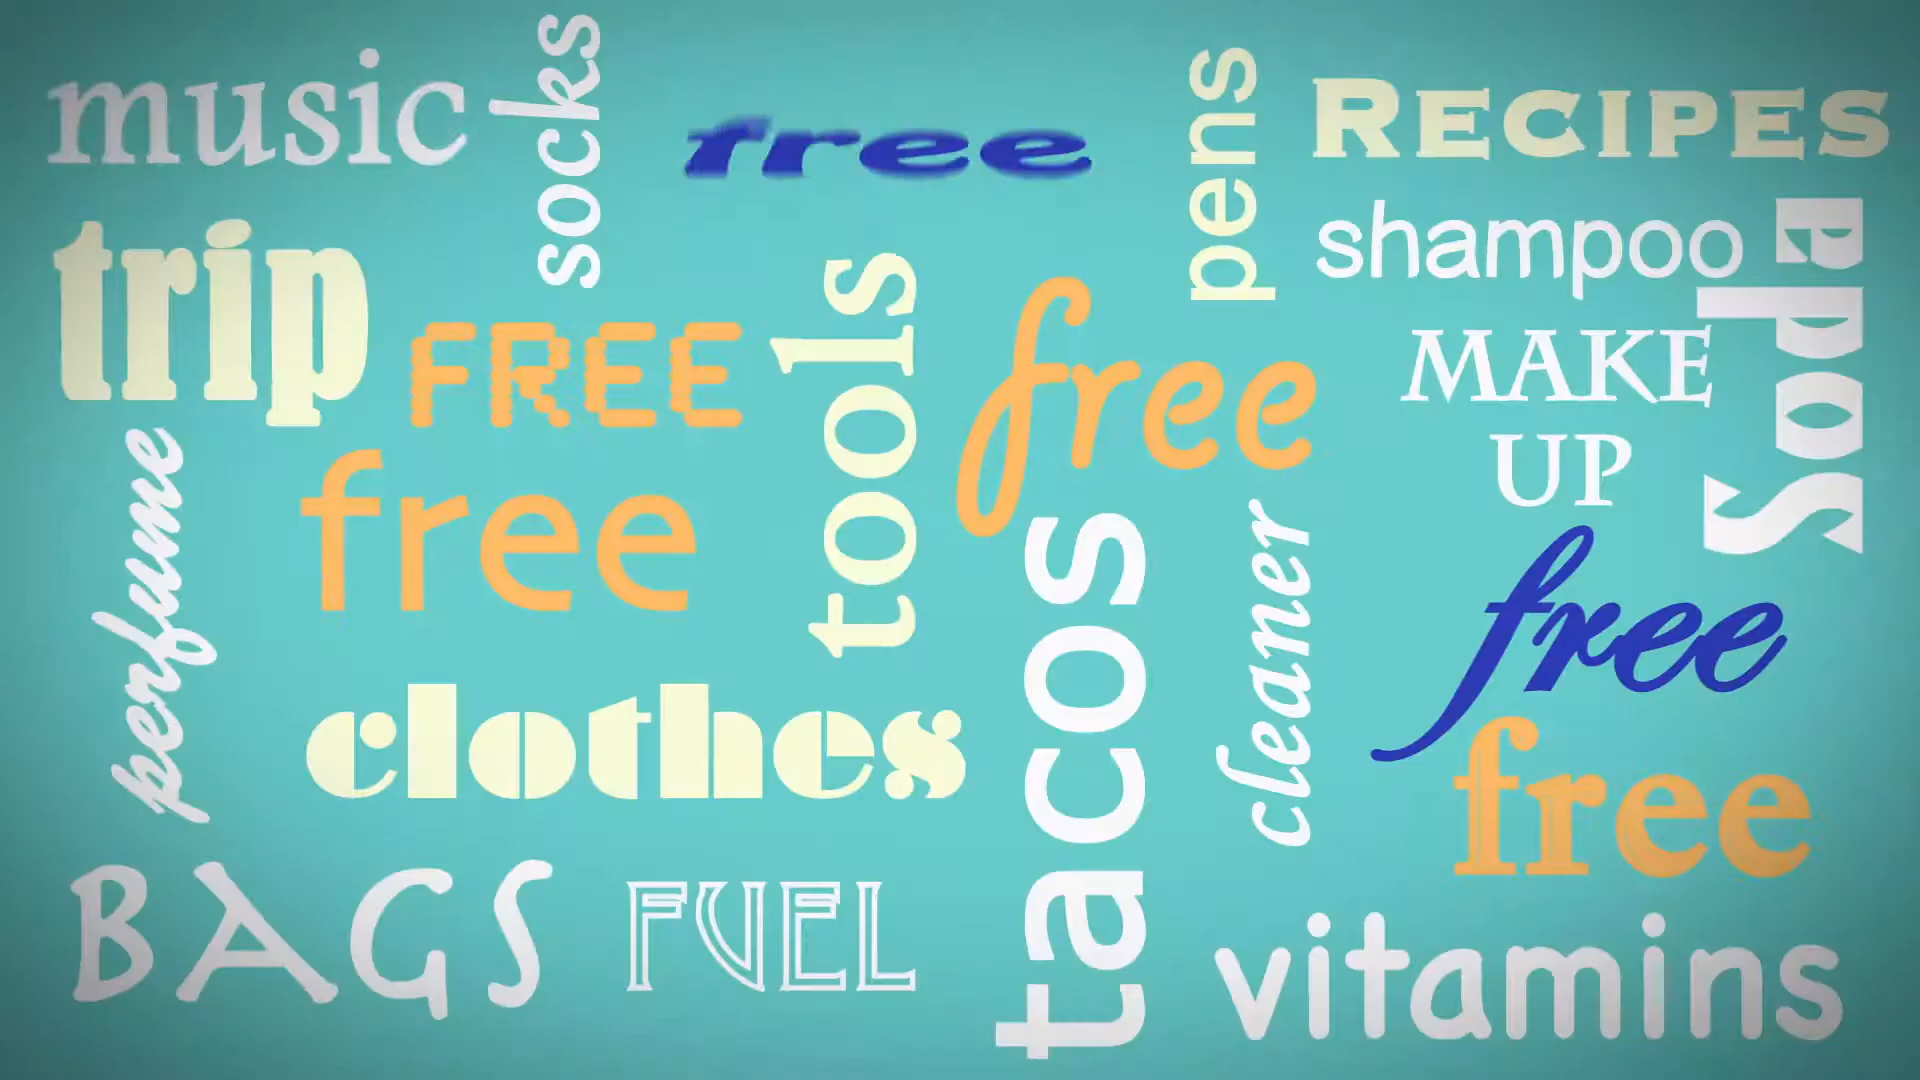 music
socks
free
pens
RECIPES
shampoo
Soda
trip
FREE
tools
free
MAKE
UP
perfume
free
tacos
cleaner
free
clothes
free
BAGS
FUEL
vitamins